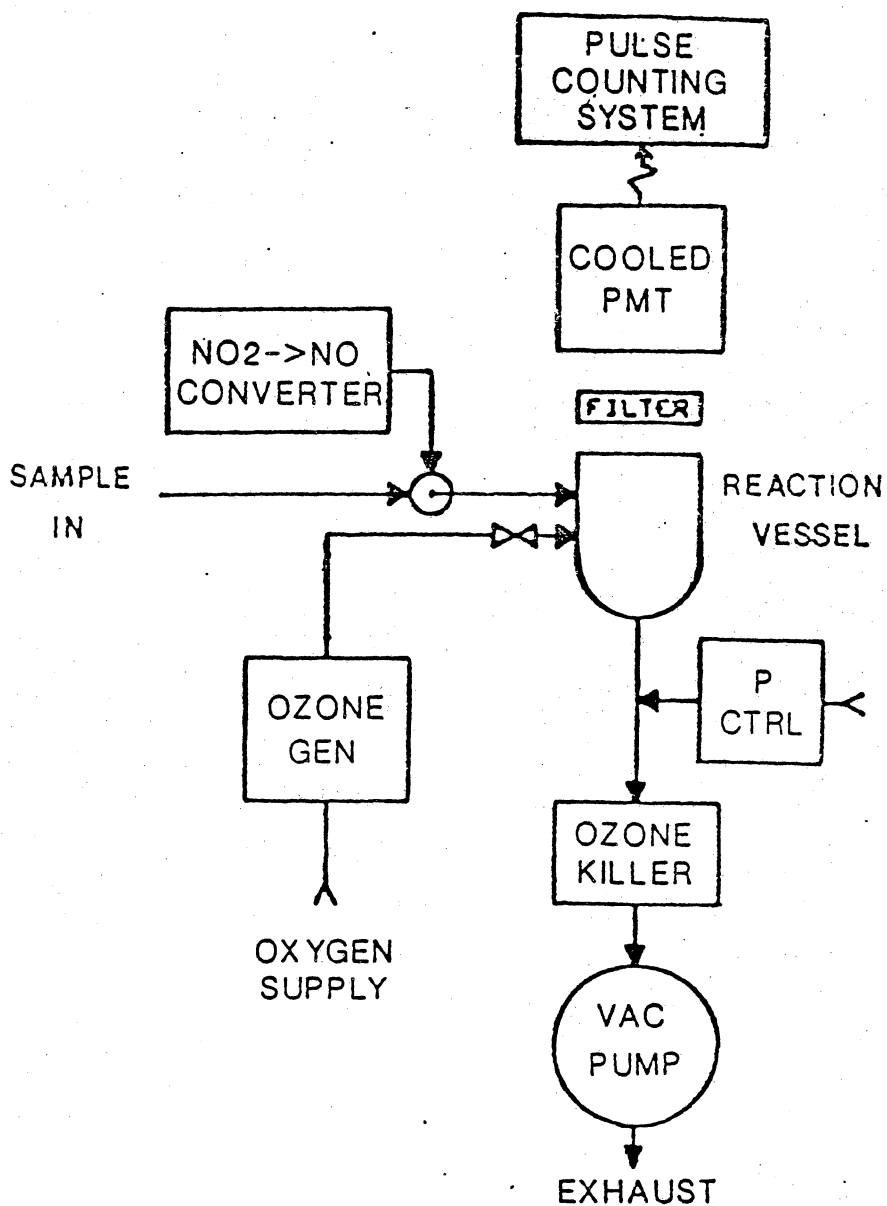 PULSE
COUNTING
SYSTEM
COOLED
PMT
NO2->NO
CONVERTER
FILTER
SAMPLE
IN
REACTION
VESSEL
OZONE
GEN
P
CTRL
OZONE
KILLER
OXYGEN
SUPPLY
VAC
PUMP
EXHAUST